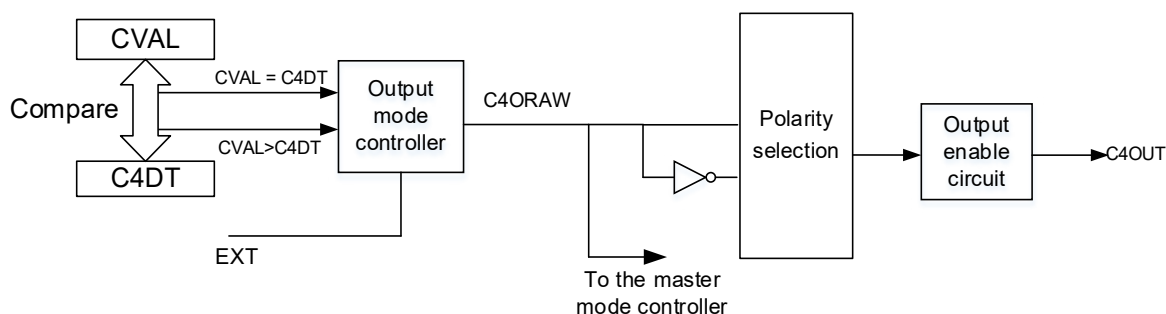 CVAL
Compare
C4DT
CVAL = C4DT
CVAL>C4DT
EXT
Output
mode
controller
C4ORAW
To the master
mode controller
Polarity
selection
Output
enable
circuit
C4OUT